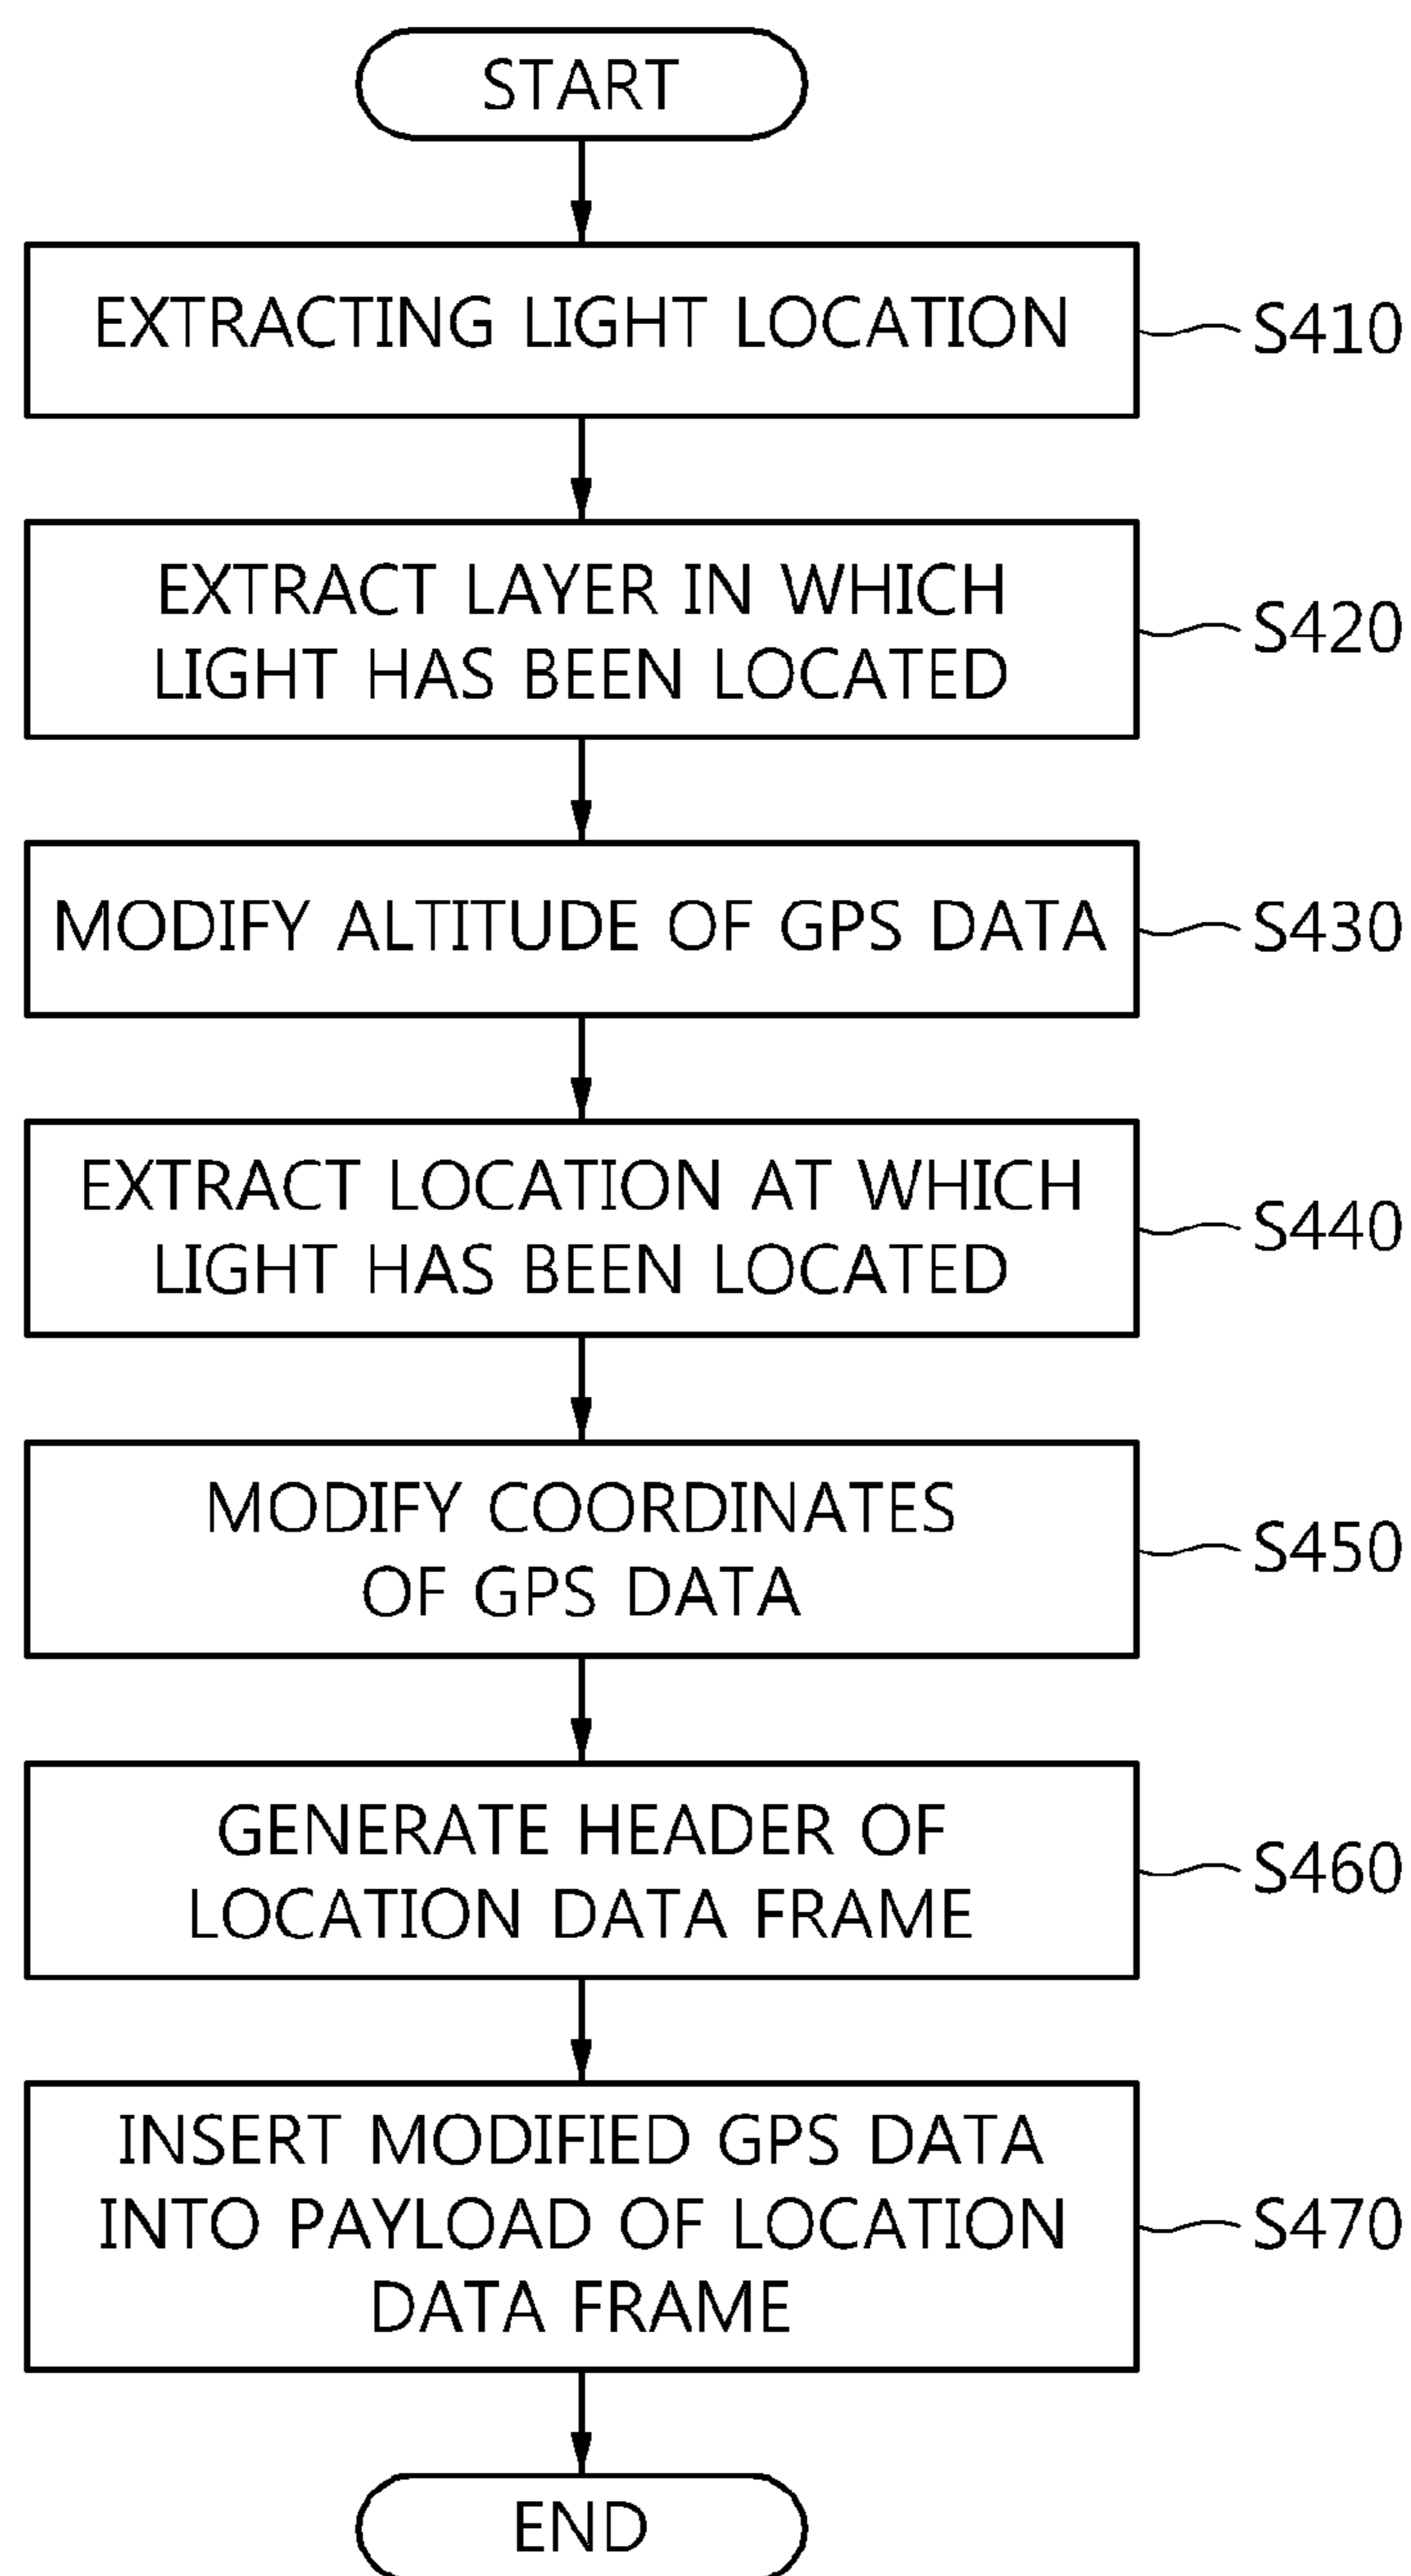 START
EXTRACTING LIGHT LOCATION
S410
EXTRACT LAYER IN WHICH
LIGHT HAS BEEN LOCATED
S420
MODIFY ALTITUDE OF GPS DATA
S430
EXTRACT LOCATION AT WHICH
LIGHT HAS BEEN LOCATED
S440
MODIFY COORDINATES
OF GPS DATA
S450
GENERATE HEADER OF
LOCATION DATA FRAME
S460
INSERT MODIFIED GPS DATA
INTO PAYLOAD OF LOCATION
DATA FRAME
S470
END